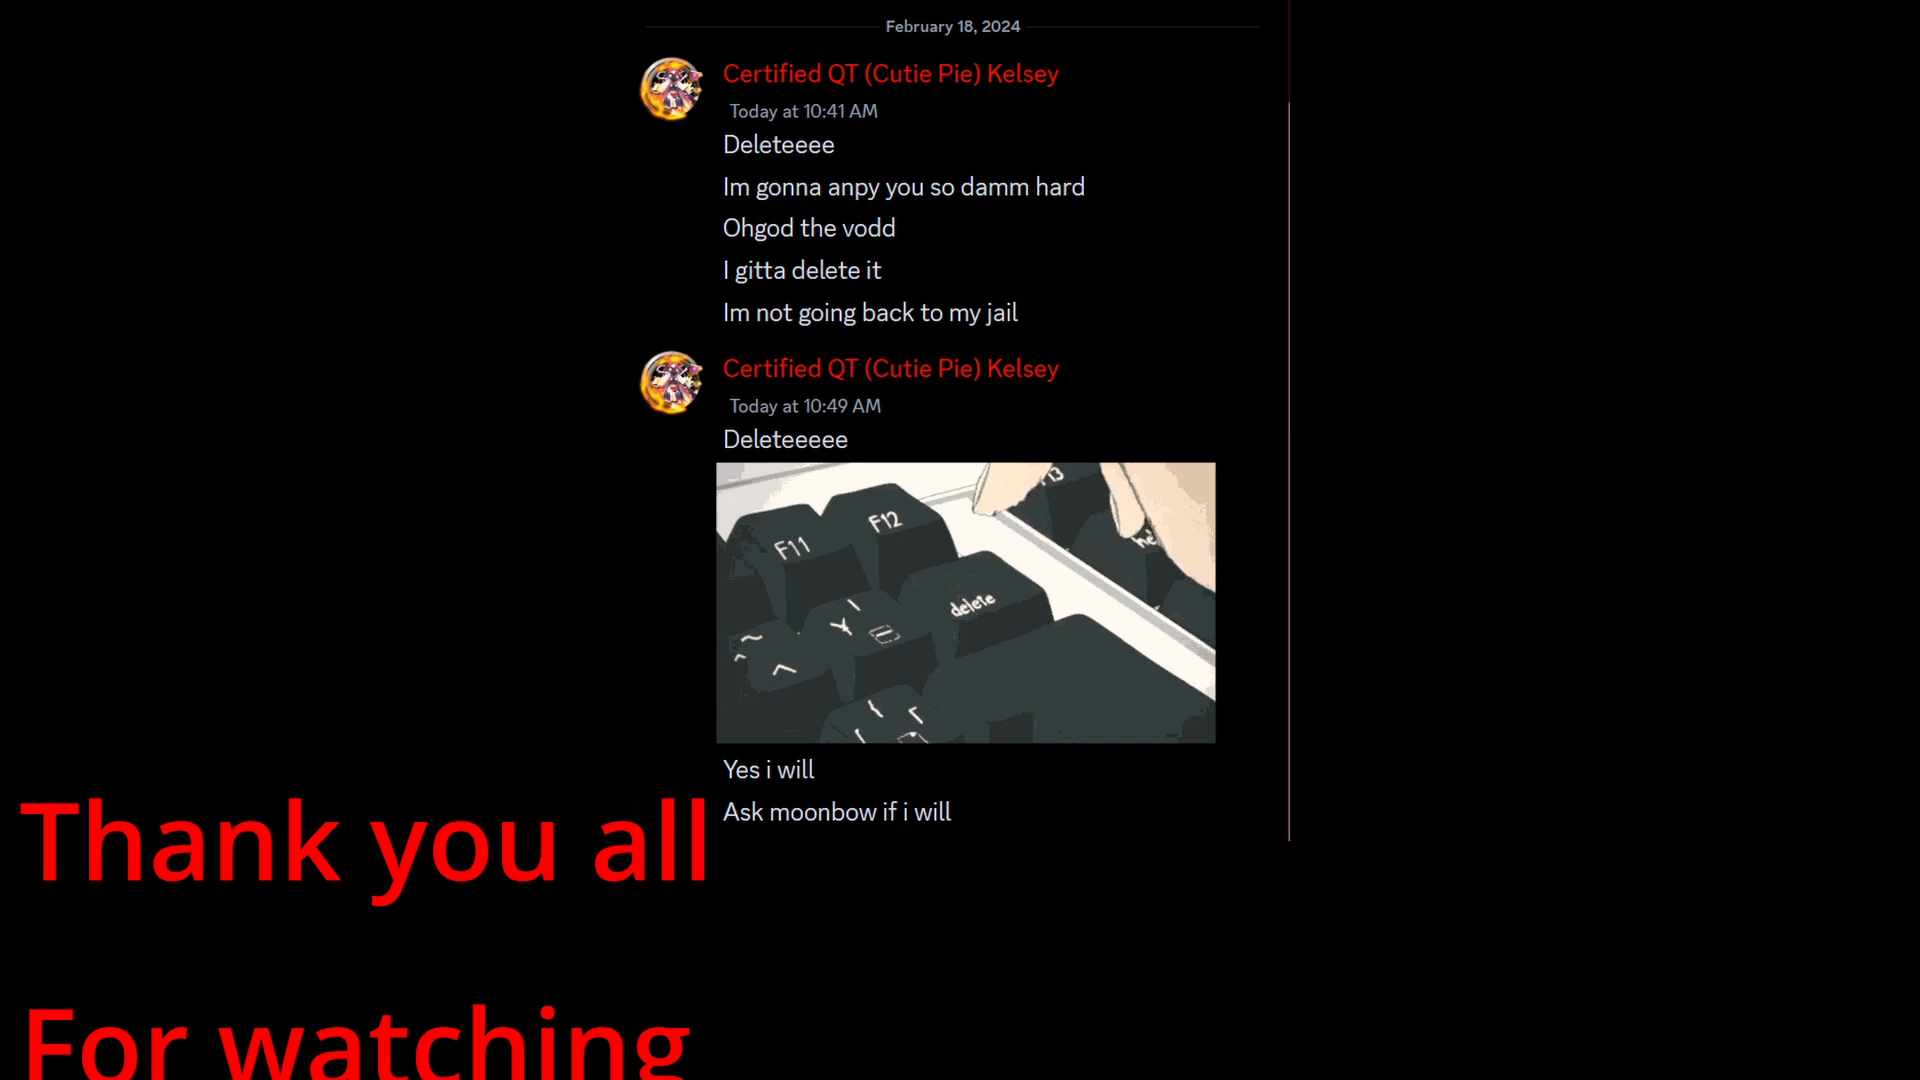 February 18, 2024
Certified QT (Cutie Pie) Kelsey
Today at 10:41 AM
Deleteeee
Im gonna anpy you so damm hard
Ohgod the vodd
I gitta delete it
Im not going back to my jail
Certified QT (Cutie Pie) Kelsey
Today at 10:49 AM
Deleteeeee
F11
F12
delete
Yes i will
Ask moonbow if i will
Thank you all
For watching